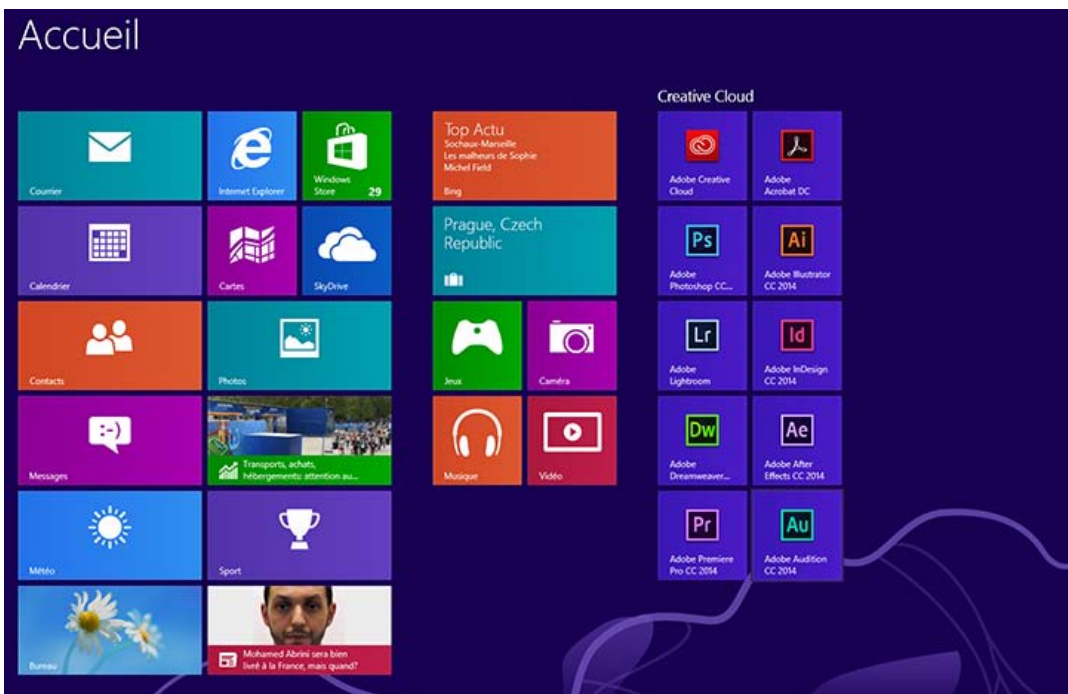 Accueil
Courrier
Internet Explorer
Windows
Store 29
Calendrier
Cartes
SkyDrive
Contacts
Photos
:-)
Messages
Transports, achats,
hébergements: attention au...
Météo
Sport
Bureau
Mohamed Abrini sera bien
livré à la France, mais quand?
Top Actu
Sochaux-Marseille
Les malheurs de Sophie
Michel Field
Bing
Prague, Czech
Republic
Jeux
Caméra
Musique
Vidéo
Creative Cloud
Adobe Creative
Cloud
Adobe
Acrobat DC
Ps
Adobe
Photoshop CC...
Ai
Adobe Illustrator
CC 2014
Lr
Adobe
Lightroom
Id
Adobe InDesign
CC 2014
Dw
Adobe
Dreamweaver...
Ae
Adobe After
Effects CC 2014
Pr
Adobe Premiere
Pro CC 2014
Au
Adobe Audition
CC 2014